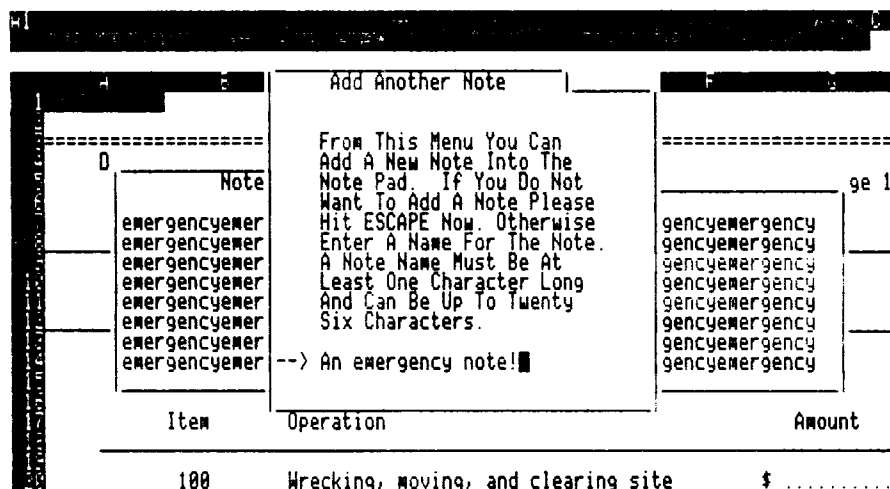 A1
Add Another Note
From This Menu You Can
Add A New Note Into The
Note Pad. If You Do Not
Want To Add A Note Please
Hit ESCAPE Now. Otherwise
Enter A Name For The Note.
A Note Name Must Be At
Least One Character Long
And Can Be Up To Twenty
Six Characters.
--> An emergency note!
D
Note
ge 1
emergencyemer gencyemergency
emergencyemer gencyemergency
emergencyemer gencyemergency
emergencyemer gencyemergency
emergencyemer gencyemergency
emergencyemer gencyemergency
emergencyemer gencyemergency
emergencyemer gencyemergency
Item Operation Amount
100 Wrecking, moving, and clearing site $ ..........